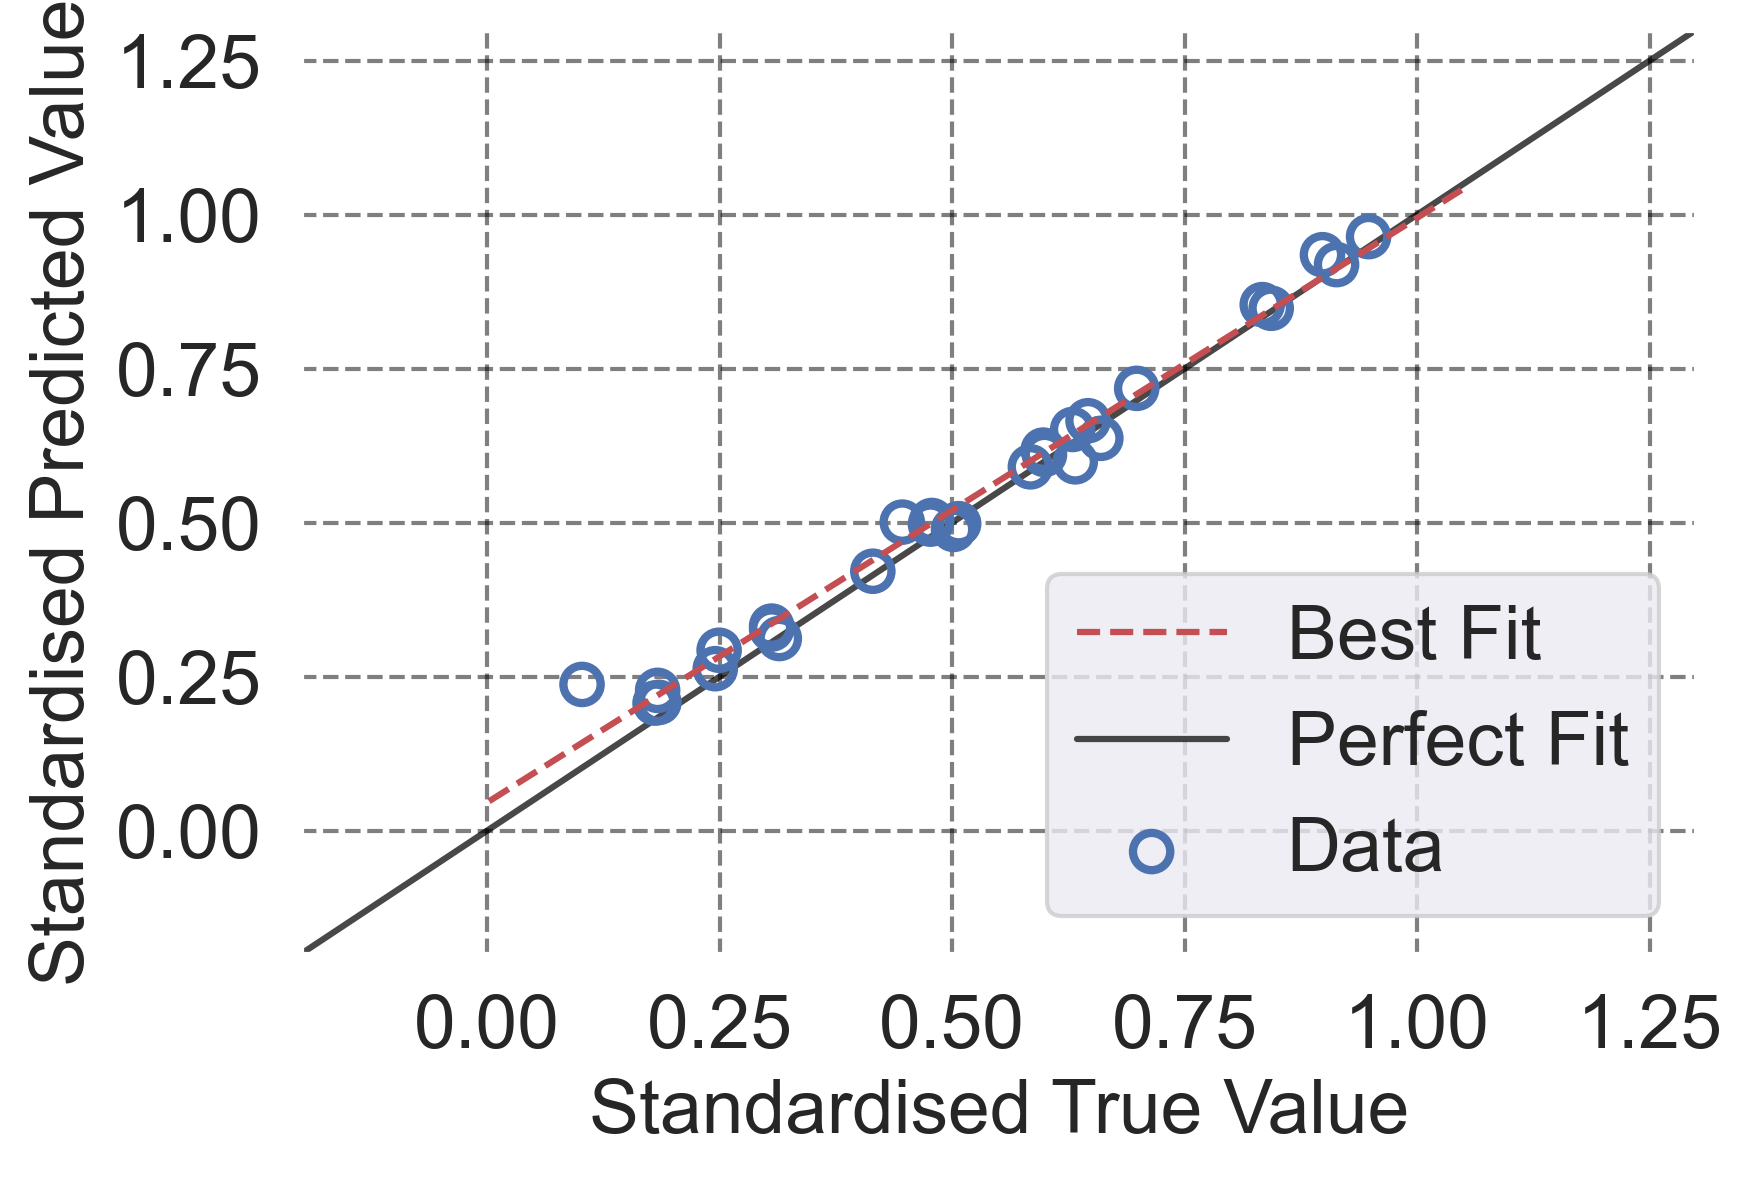 Standardised Predicted Value
1.25
1.00
0.75
0.50
0.25
0.00
Best Fit
Perfect Fit
Data
0.00 0.25 0.50 0.75 1.00 1.25
Standardised True Value